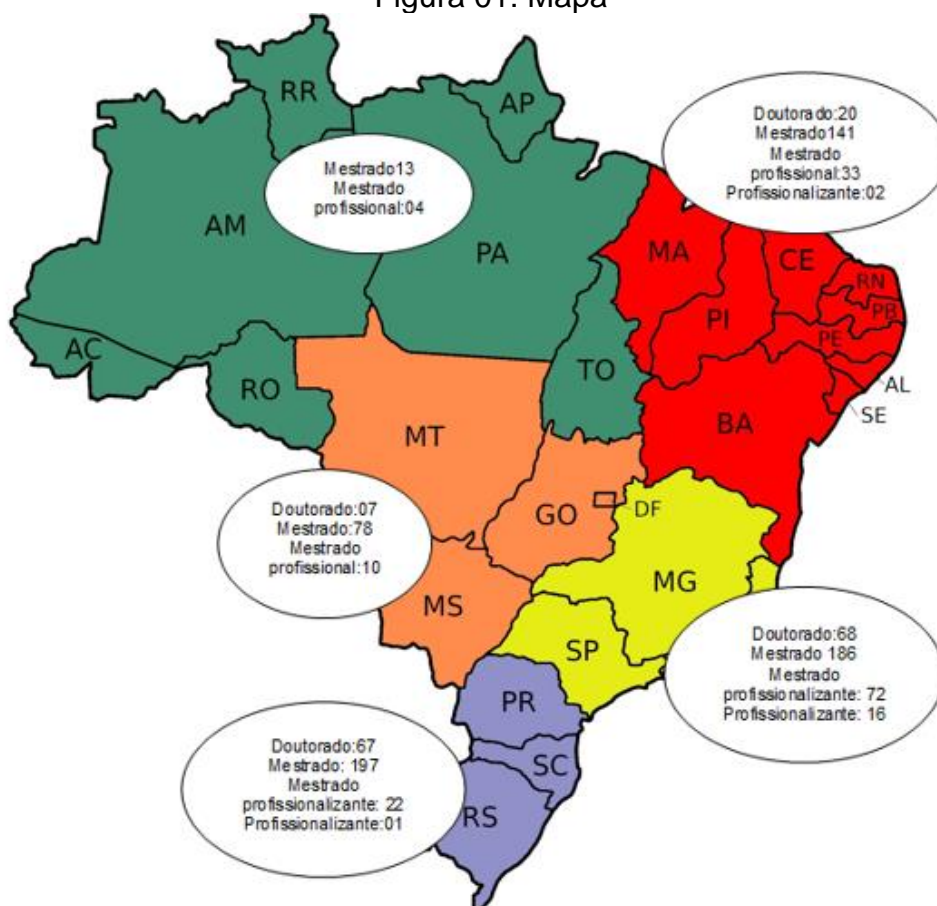 Figura 01: Mapa
RR
AP
Mestrado13
Mestrado
profissional:04
Doutorado:20
Mestrado141
Mestrado
profissional:33
Profissionalizante:02
AM
PA
MA
CE
RN
PB
PI
PE
AC
RO
TO
AL
SE
BA
MT
Doutorado:07
Mestrado:78
Mestrado
profissional:10
GO
DF
MS
MG
SP
Doutorado:68
Mestrado 186
Mestrado
profissionalizante: 72
Profissionalizante: 16
PR
Doutorado:67
Mestrado: 197
Mestrado
profissionalizante: 22
Profissionalizante:01
SC
RS